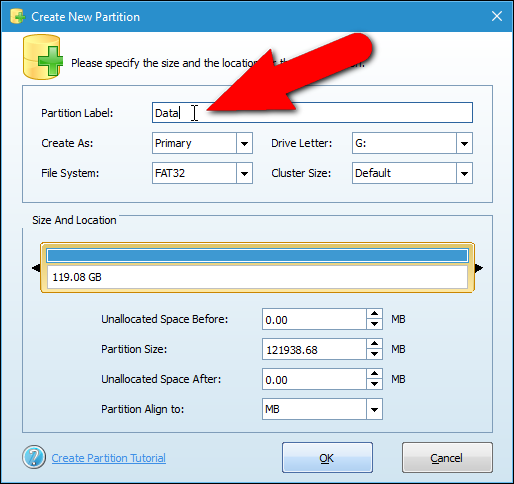 Create New Partition
Please specify the size and the location
Partition Label: Data
Create As: Primary Drive Letter: G:
File System: FAT32 Cluster Size: Default
Size And Location
119.08 GB
Unallocated Space Before: 0.00 MB
Partition Size: 121938.68 MB
Unallocated Space After: 0.00 MB
Partition Align to: MB
Create Partition Tutorial OK Cancel